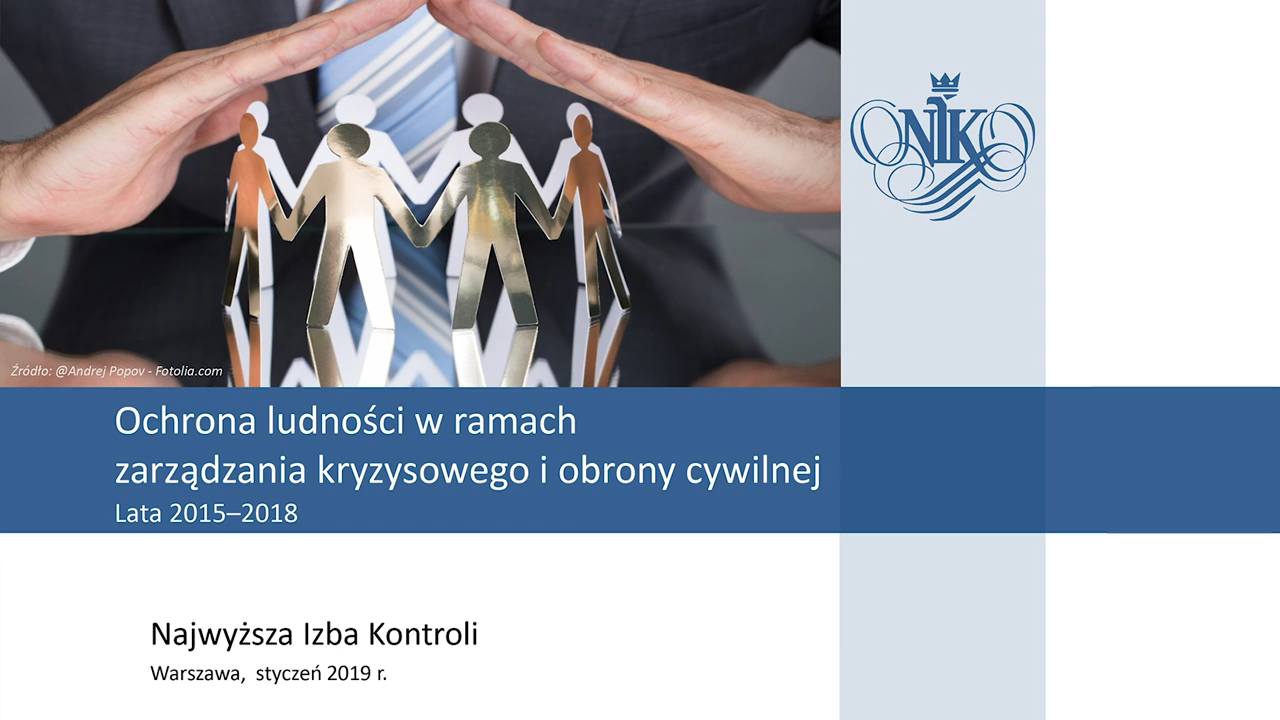 NIK
Źródło: @Andrej Popov - Fotolia.com
Ochrona ludności w ramach
zarządzania kryzysowego i obrony cywilnej
Lata 2015–2018
Najwyższa Izba Kontroli
Warszawa, styczeń 2019 r.